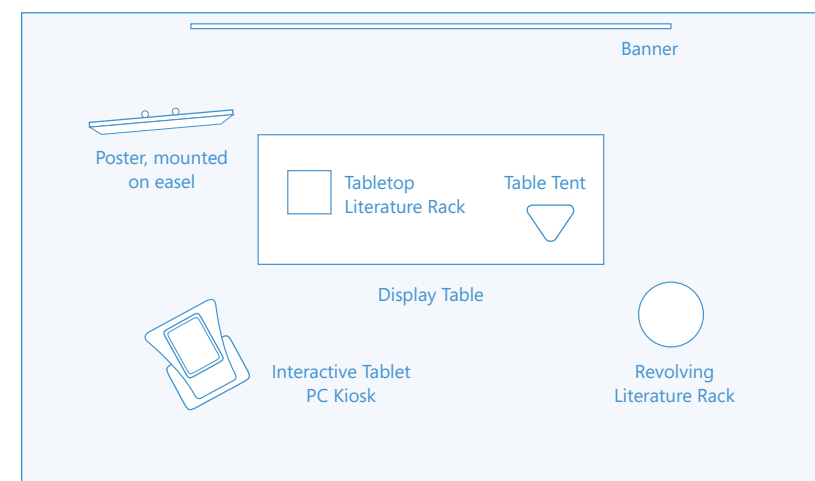 Banner
Poster, mounted
on easel
Tabletop
Literature Rack
Table Tent
Display Table
Interactive Tablet
PC Kiosk
Revolving
Literature Rack